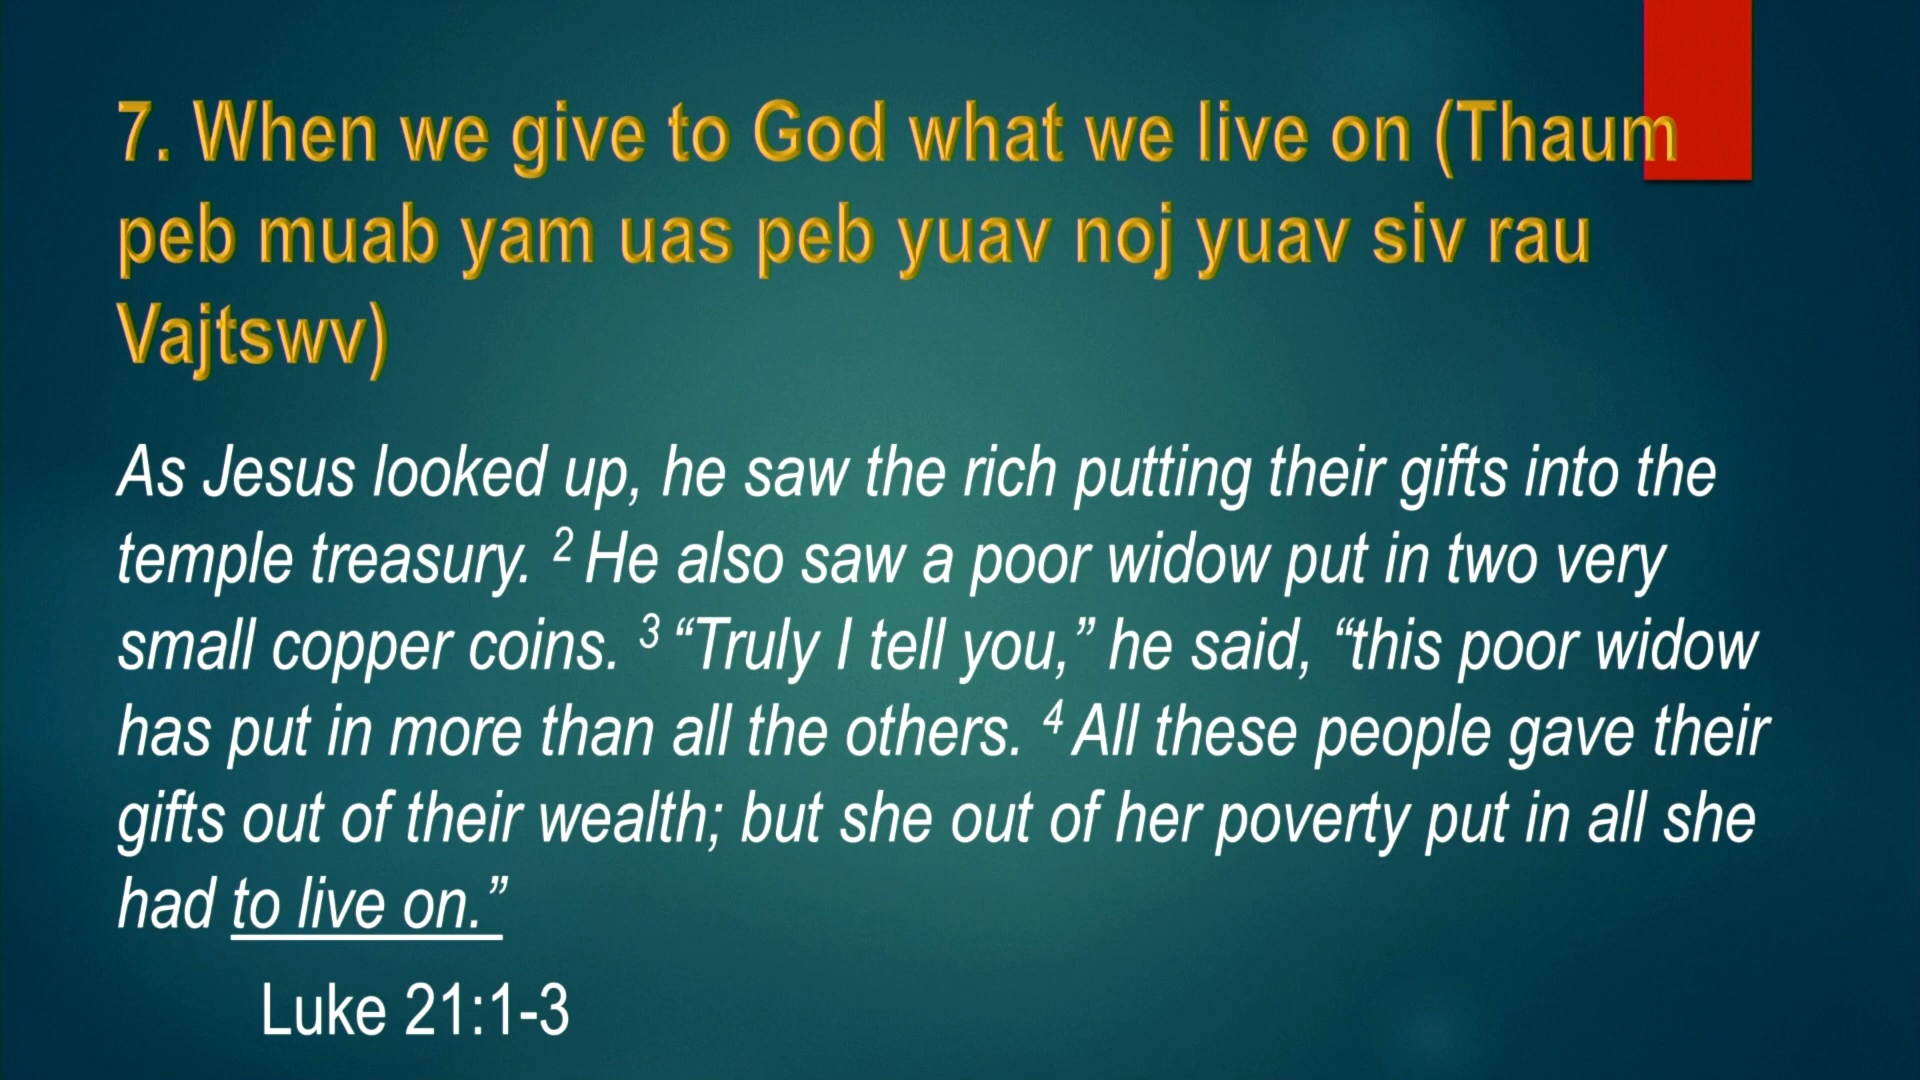 7. When we give to God what we live on (Thaum
peb muab yam uas peb yuav noj yuav siv rau
Vajtswv)
As Jesus looked up, he saw the rich putting their gifts into the
temple treasury. ² He also saw a poor widow put in two very
small copper coins. ³ “Truly I tell you,” he said, “this poor widow
has put in more than all the others. ⁴ All these people gave their
gifts out of their wealth; but she out of her poverty put in all she
had to live on.”
Luke 21:1-3